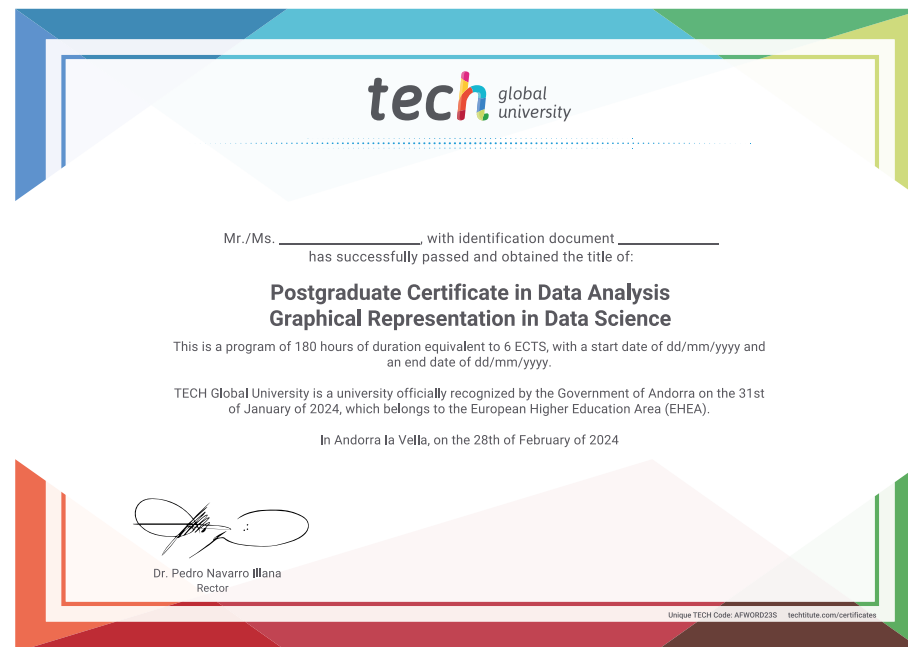 tech global university
Mr./Ms. ____________________, with identification document ______________
has successfully passed and obtained the title of:
Postgraduate Certificate in Data Analysis
Graphical Representation in Data Science
This is a program of 180 hours of duration equivalent to 6 ECTS, with a start date of dd/mm/yyyy and
an end date of dd/mm/yyyy.
TECH Global University is a university officially recognized by the Government of Andorra on the 31st
of January of 2024, which belongs to the European Higher Education Area (EHEA).
In Andorra la Vella, on the 28th of February of 2024
Dr. Pedro Navarro Illana
Rector
Unique TECH Code: AFWORD23S techtitute.com/certificates